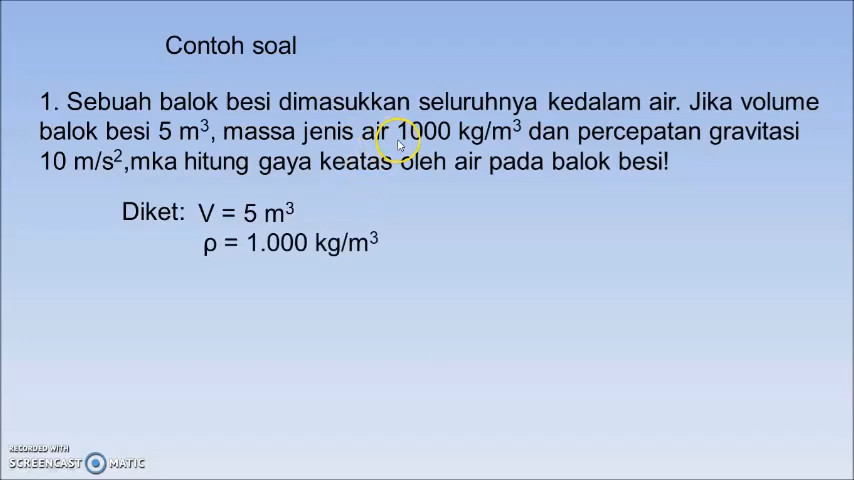 Contoh soal
1. Sebuah balok besi dimasukkan seluruhnya kedalam air. Jika volume
balok besi 5 m³, massa jenis air 1000 kg/m³ dan percepatan gravitasi
10 m/s²,mka hitung gaya keatas oleh air pada balok besi!
Diket: V = 5 m³
ρ = 1.000 kg/m³
RECORDED WITH
SCREENCAST MATIC